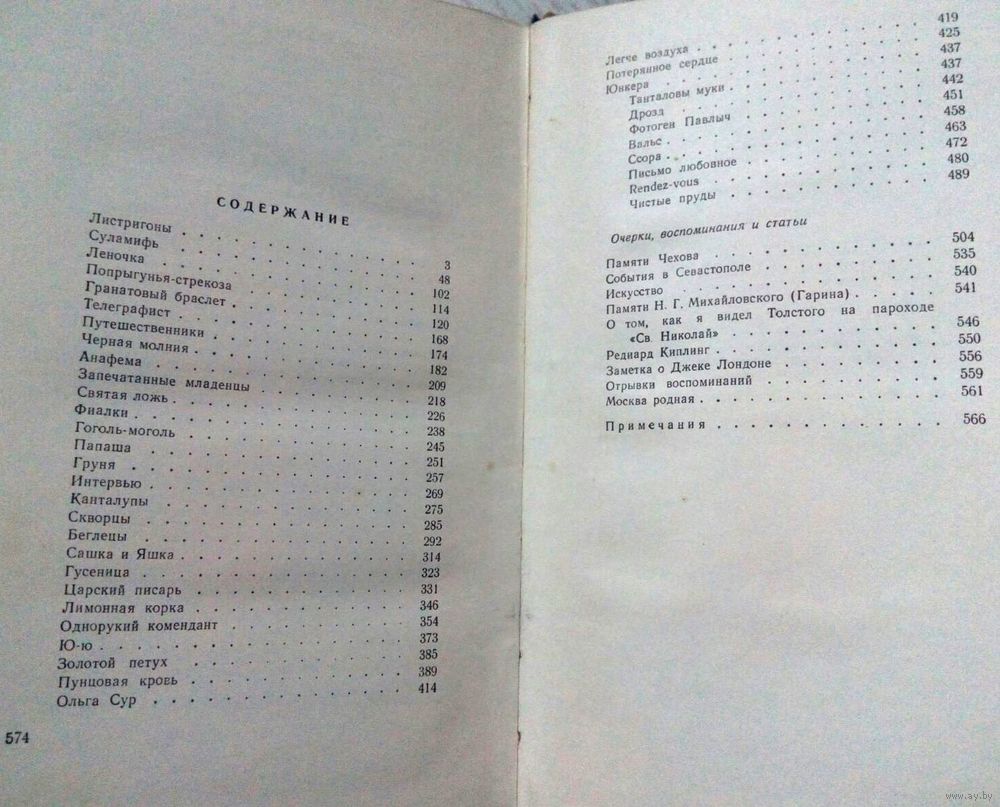 СОДЕРЖАНИЕ
Листригоны . . . . . . . . . . 3
Суламифь . . . . . . . . . . 48
Леночка . . . . . . . . . . 102
Попрыгунья-стрекоза . . . . . . . . . . 114
Гранатовый браслет . . . . . . . . . . 120
Телеграфист . . . . . . . . . . 168
Путешественники . . . . . . . . . . 174
Черная молния . . . . . . . . . . 182
Анафема . . . . . . . . . . 209
Запечатанные младенцы . . . . . . . . . . 218
Святая ложь . . . . . . . . . . 226
Фиалки . . . . . . . . . . 238
Гоголь-моголь . . . . . . . . . . 245
Папаша . . . . . . . . . . 251
Груня . . . . . . . . . . 257
Интервью . . . . . . . . . . 269
Канталупы . . . . . . . . . . 275
Скворцы . . . . . . . . . . 285
Беглецы . . . . . . . . . . 292
Сашка и Яшка . . . . . . . . . . 314
Гусеница . . . . . . . . . . 323
Царский писарь . . . . . . . . . . 331
Лимонная корка . . . . . . . . . . 346
Однорукий комендант . . . . . . . . . . 354
Ю-ю . . . . . . . . . . 373
Золотой петух . . . . . . . . . . 385
Пунцовая кровь . . . . . . . . . . 389
Ольга Сур . . . . . . . . . . 414
574
Легче воздуха . . . . . . . . . . 419
Потерянное сердце . . . . . . . . . . 425
Юнкера . . . . . . . . . . 437
Танталовы муки . . . . . . . . . . 437
Дрозд . . . . . . . . . . 442
Фотоген Павлыч . . . . . . . . . . 451
Вальс . . . . . . . . . . 458
Ссора . . . . . . . . . . 463
Письмо любовное . . . . . . . . . . 472
Rendez-vous . . . . . . . . . . 480
Чистые пруды . . . . . . . . . . 489
Очерки, воспоминания и статьи
Памяти Чехова . . . . . . . . . . 504
События в Севастополе . . . . . . . . . . 535
Искусство . . . . . . . . . . 540
Памяти Н. Г. Михайловского (Гарина) . . . . . 541
О том, как я видел Толстого на пароходе
«Св. Николай» . . . . . . . . . . 546
Редиард Киплинг . . . . . . . . . . 550
Заметка о Джеке Лондоне . . . . . . . . . . 556
Отрывки воспоминаний . . . . . . . . . . 559
Москва родная . . . . . . . . . . 561
Примечания . . . . . . . . . . 566
www.ay.by